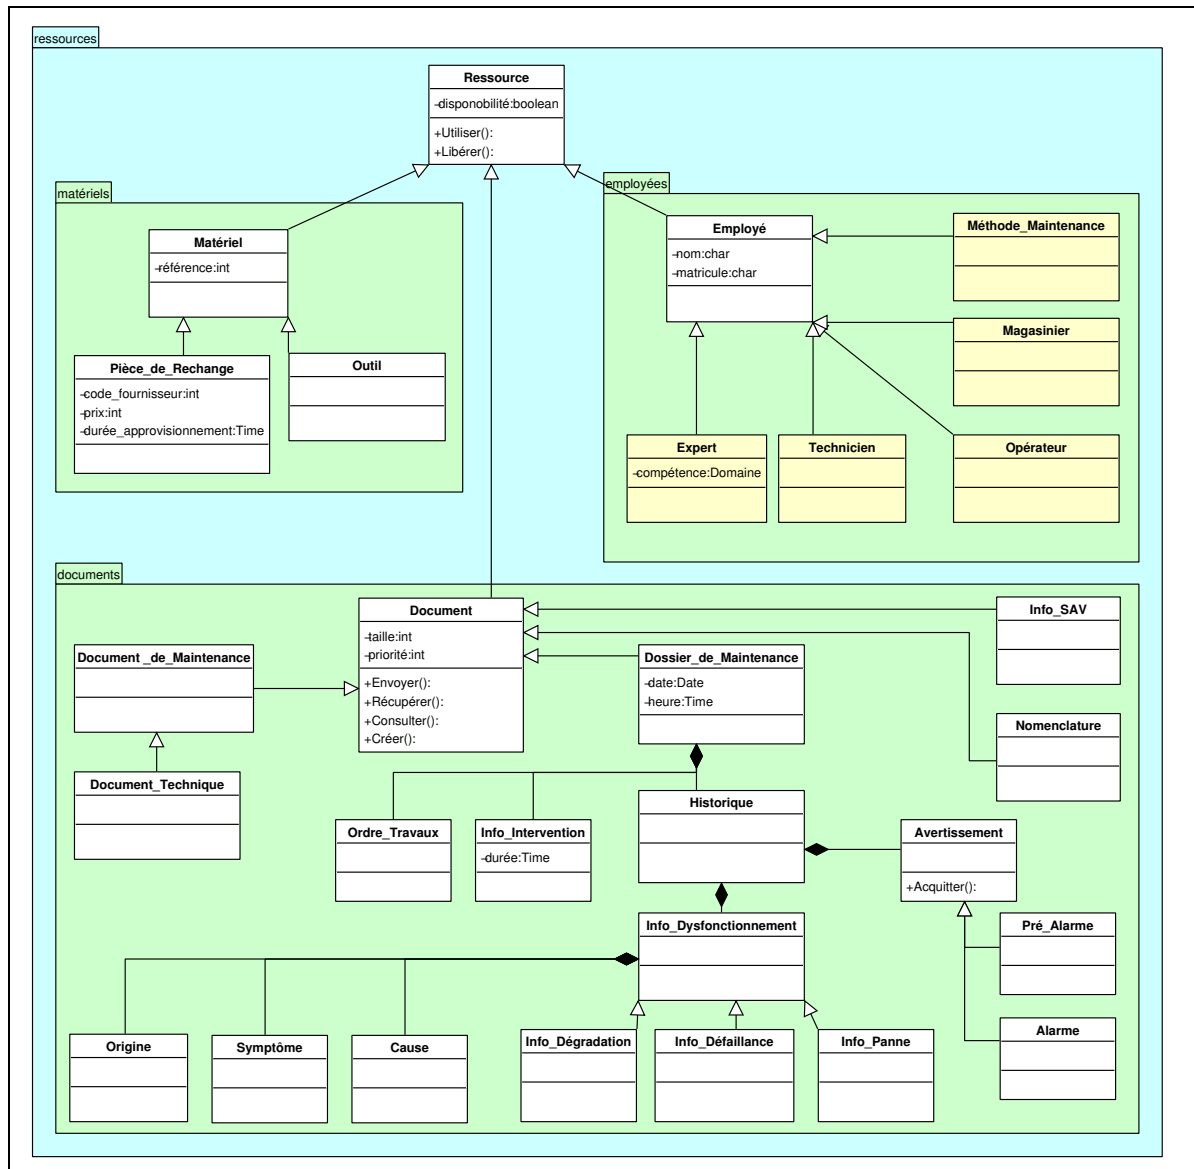 ressources
Ressource
-disponobilité:boolean
+Utiliser():
+Libérer():
matériels
Matériel
-référence:int
Pièce_de_Rechange
-code_fournisseur:int
-prix:int
-durée_approvisionnement:Time
Outil
employées
Employé
-nom:char
-matricule:char
Méthode_Maintenance
Magasinier
Expert
-compétence:Domaine
Technicien
Opérateur
documents
Document
-taille:int
-priorité:int
+Envoyer():
+Récupérer():
+Consulter():
+Créer():
Info_SAV
Document _de_Maintenance
Dossier_de_Maintenance
-date:Date
-heure:Time
Nomenclature
Document_Technique
Historique
Ordre_Travaux
Info_Intervention
-durée:Time
Avertissement
+Acquitter():
Info_Dysfonctionnement
Pré_Alarme
Alarme
Origine
Symptôme
Cause
Info_Dégradation
Info_Défaillance
Info_Panne